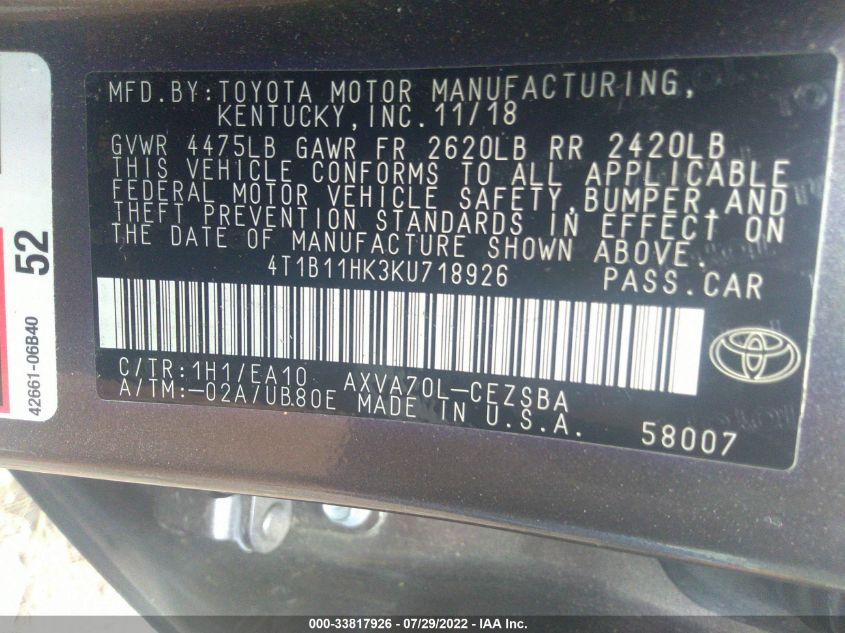 MFD.BY:TOYOTA MOTOR MANUFACTURING,
KENTUCKY,INC.11/18
GVWR 4475LB GAWR FR 2620LB RR 2420LB
THIS VEHICLE CONFORMS TO ALL APPLICABLE
FEDERAL MOTOR VEHICLE SAFETY,BUMPER,AND
THEFT PREVENTION STANDARDS IN EFFECT ON
THE DATE OF MANUFACTURE SHOWN ABOVE.
4T1B11HK3KU718926 PASS.CAR
C/TR:1H1/EA10 AXVA70L-CEZSBA
A/TM:-02A/UB80E MADE IN U.S.A.
58007
52
42661-06B40
000-33817926 / 07/29/2022 - IAA Inc.